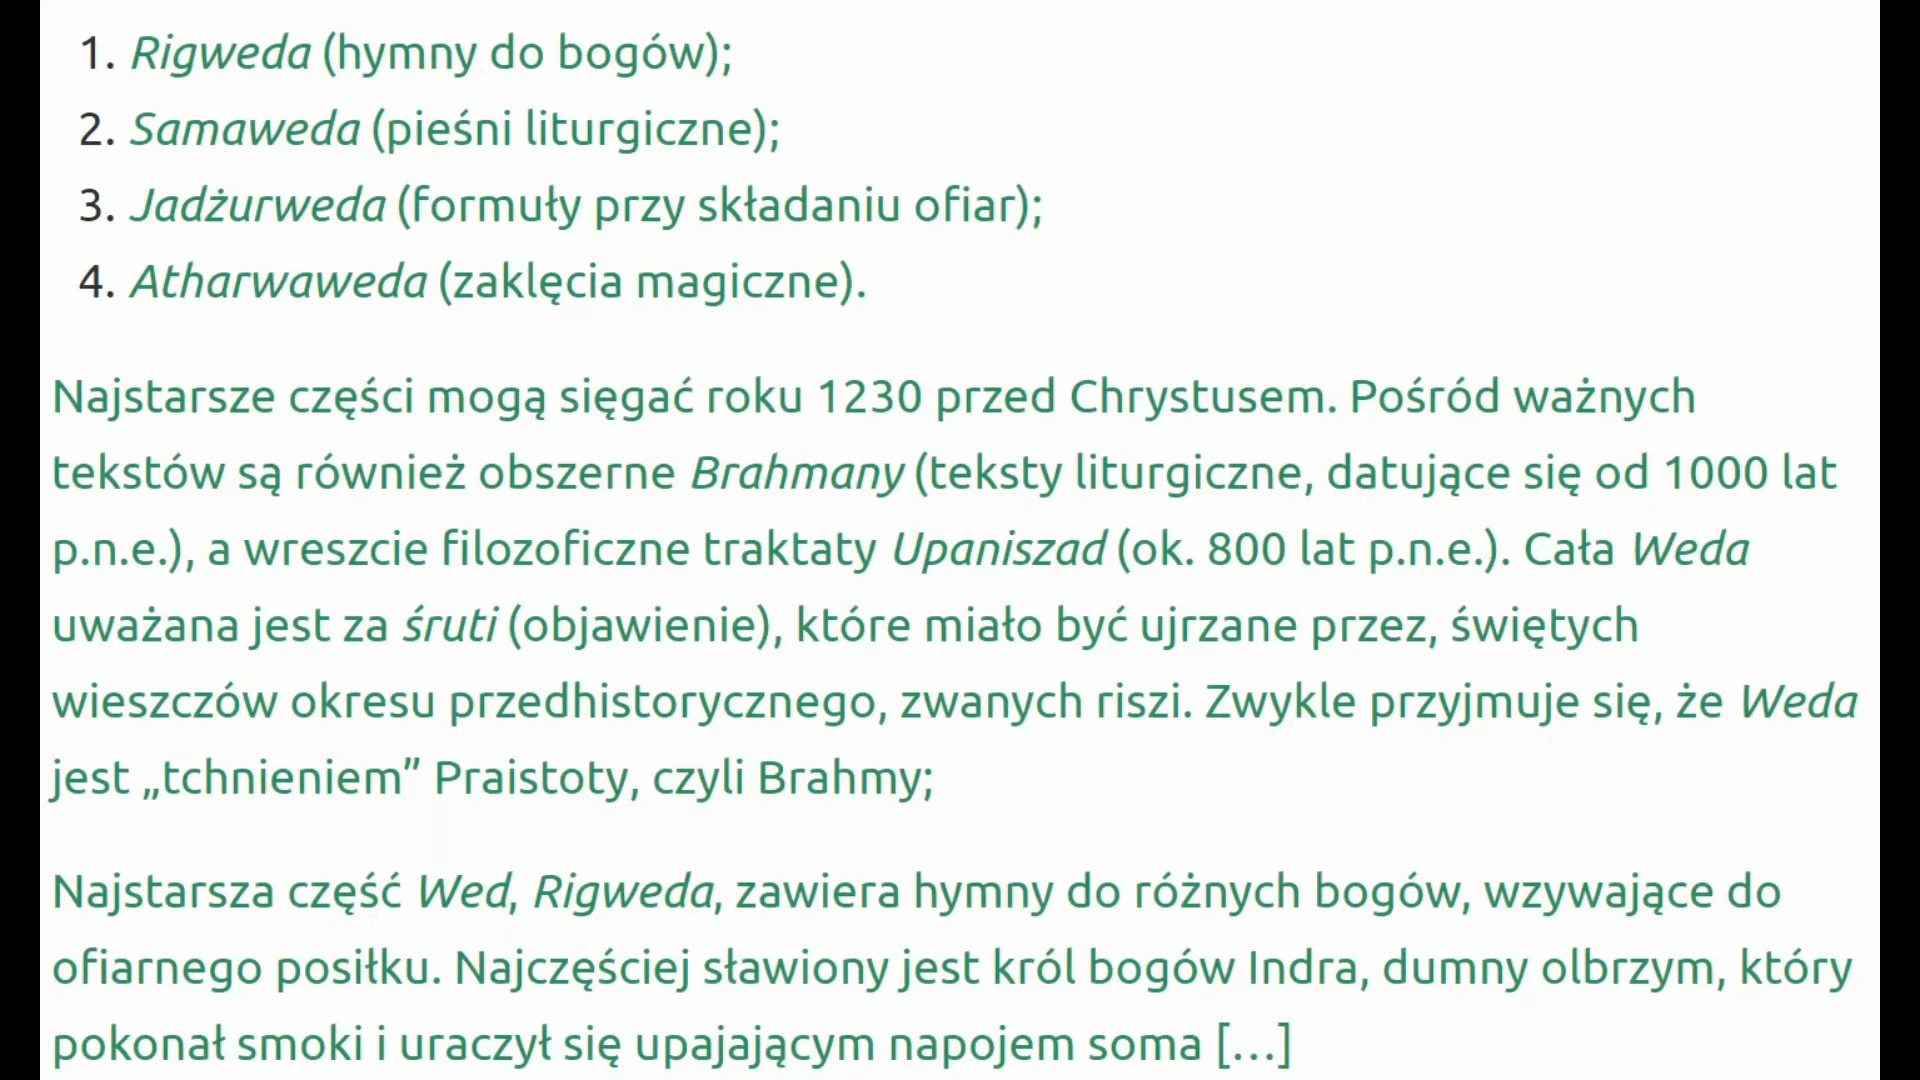 1. Rigweda (hymny do bogów);
2. Samaweda (pieśni liturgiczne);
3. Jadżurweda (formuły przy składaniu ofiar);
4. Atharwaweda (zaklęcia magiczne).
Najstarsze części mogą sięgać roku 1230 przed Chrystusem. Pośród ważnych
tekstów są również obszerne Brahmany (teksty liturgiczne, datujące się od 1000 lat
p.n.e.), a wreszcie filozoficzne traktaty Upaniszad (ok. 800 lat p.n.e.). Cała Weda
uważana jest za śruti (objawienie), które miało być ujrzane przez, świętych
wieszczów okresu przedhistorycznego, zwanych riszi. Zwykle przyjmuje się, że Weda
jest „tchnieniem” Praistoty, czyli Brahmy;
Najstarsza część Wed, Rigweda, zawiera hymny do różnych bogów, wzywające do
ofiarnego posiłku. Najczęściej sławiony jest król bogów Indra, dumny olbrzym, który
pokonał smoki i uraczył się upajającym napojem soma […]